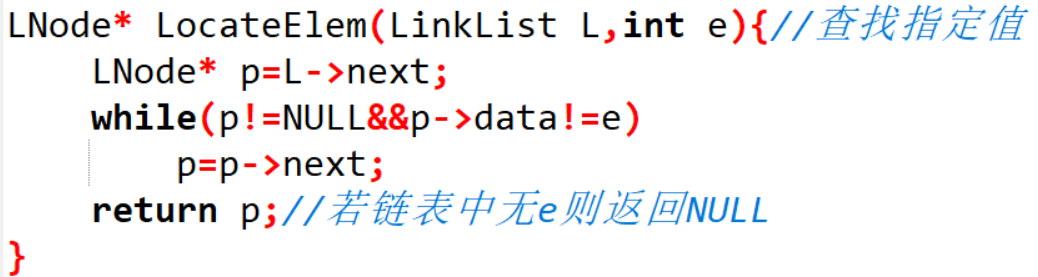 LNode* LocateElem(LinkList L,int e){//查找指定值
    LNode* p=L->next;
    while(p!=NULL&&p->data!=e)
        p=p->next;
    return p;//若链表中无e则返回NULL
}